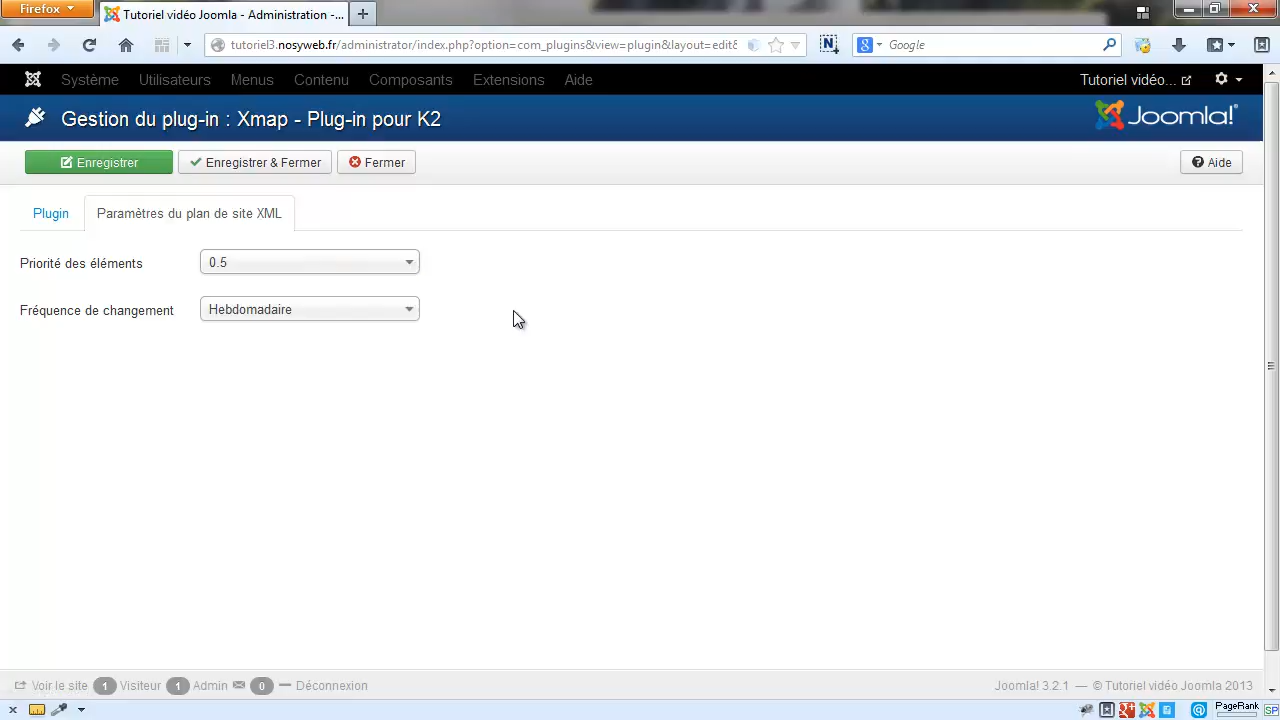 Firefox
Tutoriel vidéo Joomla - Administration -...
tutoriel3.nosyweb.fr/administrator/index.php?option=com_plugins&view=plugin&layout=edit&
Google
Système Utilisateurs Menus Contenu Composants Extensions Aide
Tutoriel vidéo...
Gestion du plug-in : Xmap - Plug-in pour K2
Joomla!
Enregistrer Enregistrer & Fermer Fermer Aide
Plugin Paramètres du plan de site XML
Priorité des éléments 0.5
Fréquence de changement Hebdomadaire
Voir le site 1 Visiteur 1 Admin 0 Déconnexion
Joomla! 3.2.1 — © Tutoriel vidéo Joomla 2013
PageRank